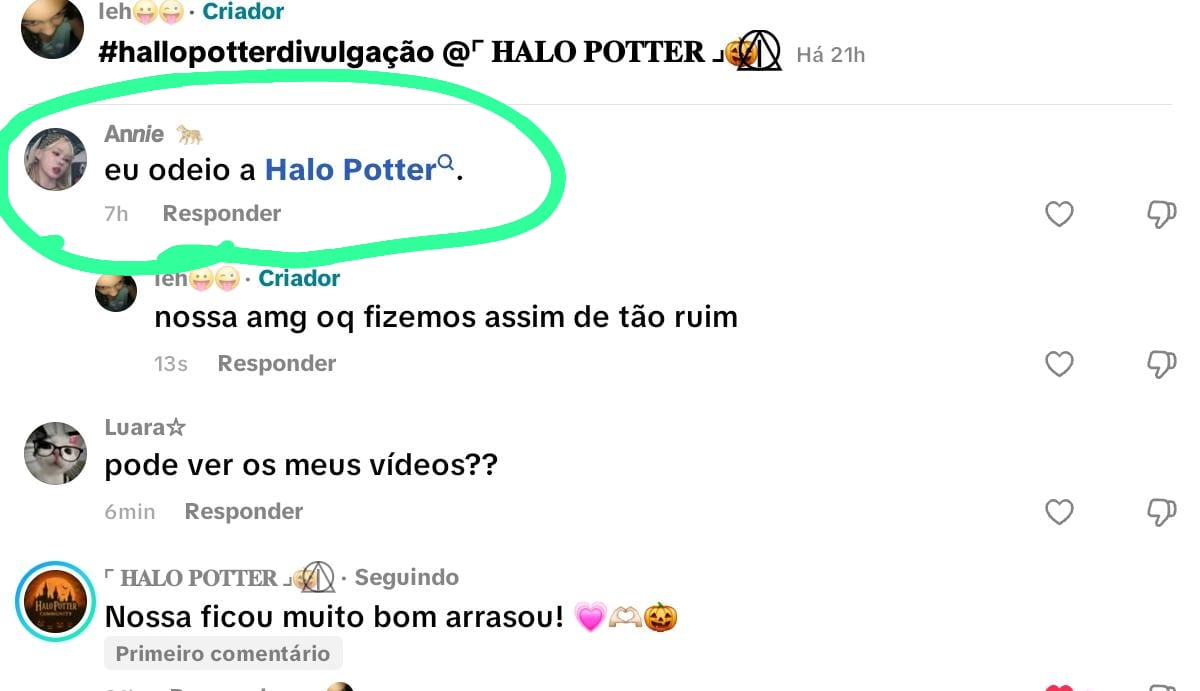 leh😛😜 · Criador
#hallopotterdivulgação @⌜ HALO POTTER ⌟🎃 Há 21h
Annie 🐆
eu odeio a Halo Potter.
7h Responder
leh😛😜 · Criador
nossa amg oq fizemos assim de tão ruim
13s Responder
Luara☆
pode ver os meus vídeos??
6min Responder
⌜ HALO POTTER ⌟🎃 · Seguindo
HALOPOTTER
COMMUNITY
Nossa ficou muito bom arrasou! 💗🫶🏻🎃
Primeiro comentário